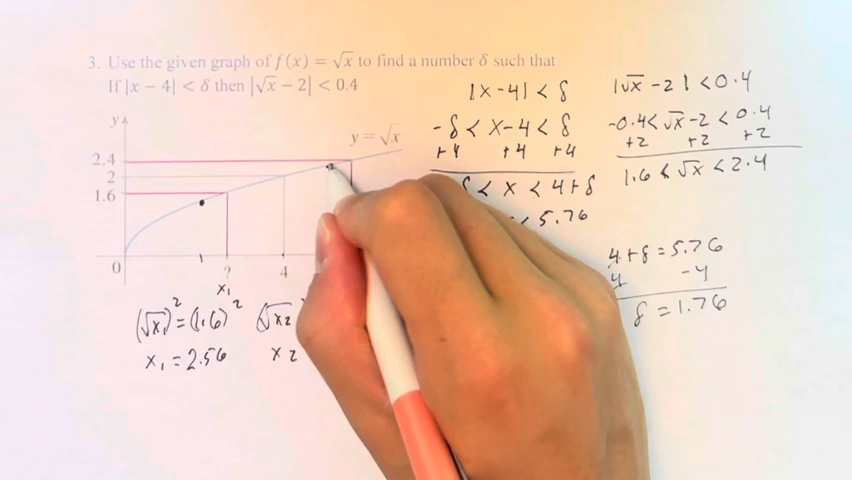 3. Use the given graph of f(x) = √x to find a number δ such that
If |x − 4| < δ then |√x − 2| < 0.4
y
y = √x
2.4
2
1.6
0
?
4
x₁
(√x₁)² = (1.6)²
(√x₂
x₁ = 2.56
x₂
|x-4| < δ
-δ < x-4 < δ
+4 +4 +4
δ < x < 4+δ
< 5.76
|√x -2| < 0.4
-0.4 < √x -2 < 0.4
+2 +2 +2
1.6 < √x < 2.4
4+δ = 5.76
4 -4
δ = 1.76